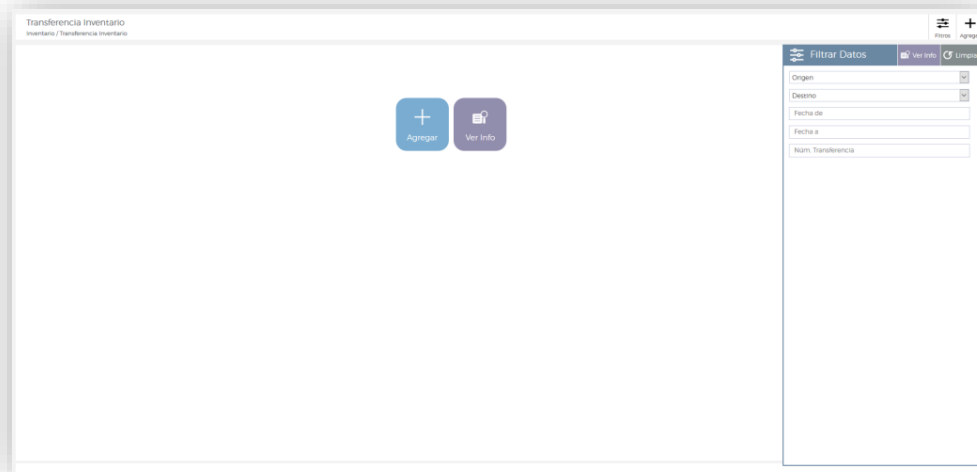 Transferencia Inventario
Inventario / Transferencia Inventario
Filtros
Filtrar Datos
Ver Info
Origen
Destino
Fecha de
Fecha a
Núm. Transferencia
Agregar
Ver Info